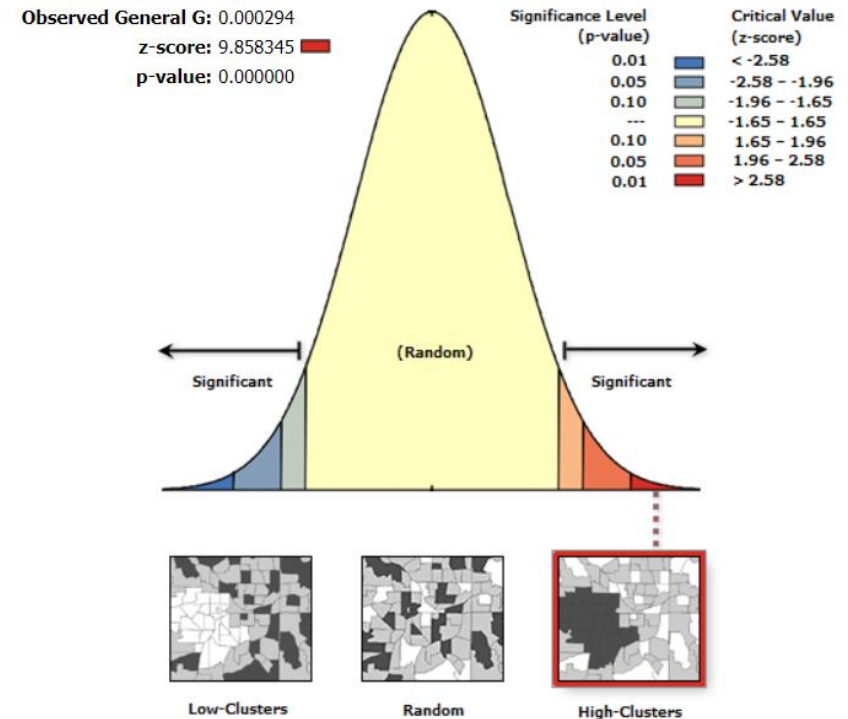 Observed General G: 0.000294
z-score: 9.858345
p-value: 0.000000
Significance Level
(p-value)
Critical Value
(z-score)
0.01 < -2.58
0.05 -2.58 – -1.96
0.10 -1.96 – -1.65
--- -1.65 – 1.65
0.10 1.65 – 1.96
0.05 1.96 – 2.58
0.01 > 2.58
(Random)
Significant
Significant
Low-Clusters
Random
High-Clusters